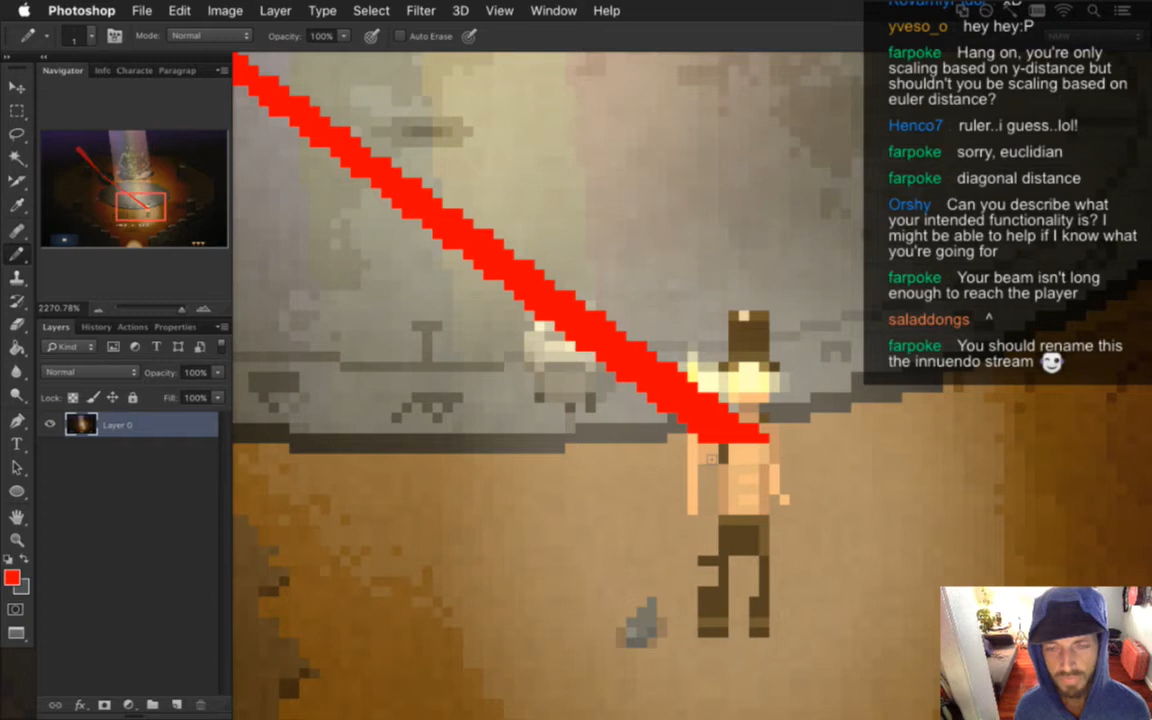 Photoshop File Edit Image Layer Type Select Filter 3D View Window Help
1 Mode: Normal Opacity: 100% Auto Erase
Navigator Info Characte Paragrap
2270.78%
Layers History Actions Properties
Kind
Normal Opacity: 100%
Lock: Fill: 100%
Layer 0
fx
xD
yveso_o hey hey:P
farpoke Hang on, you're only
scaling based on y-distance but
shouldn't you be scaling based on
euler distance?
Henco7 ruler..i guess..lol!
farpoke sorry, euclidian
farpoke diagonal distance
Orshy Can you describe what
your intended functionality is? I
might be able to help if I know what
you're going for
farpoke Your beam isn't long
enough to reach the player
saladdongs ^
farpoke You should rename this
the innuendo stream